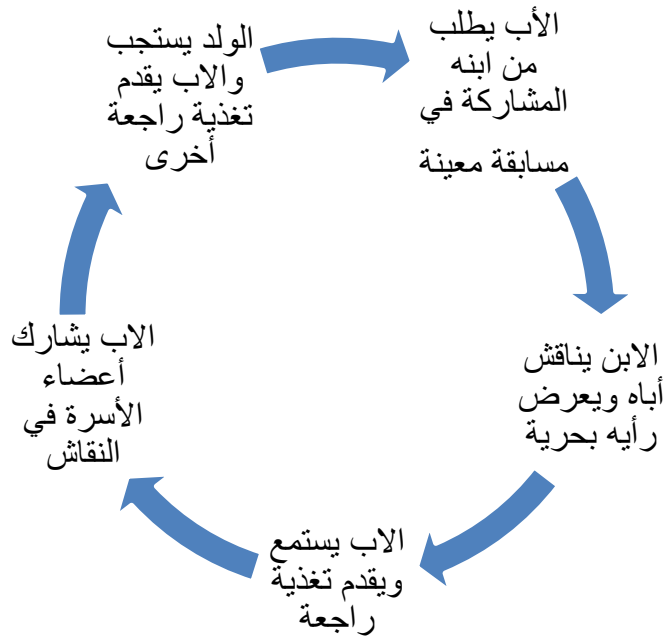 الأب يطلب
من ابنه
المشاركة في
مسابقة معينة
الابن يناقش
أباه ويعرض
رأيه بحرية
الاب يستمع
ويقدم تغذية
راجعة
الاب يشارك
أعضاء
الأسرة في
النقاش
الولد يستجب
والاب يقدم
تغذية راجعة
أخرى